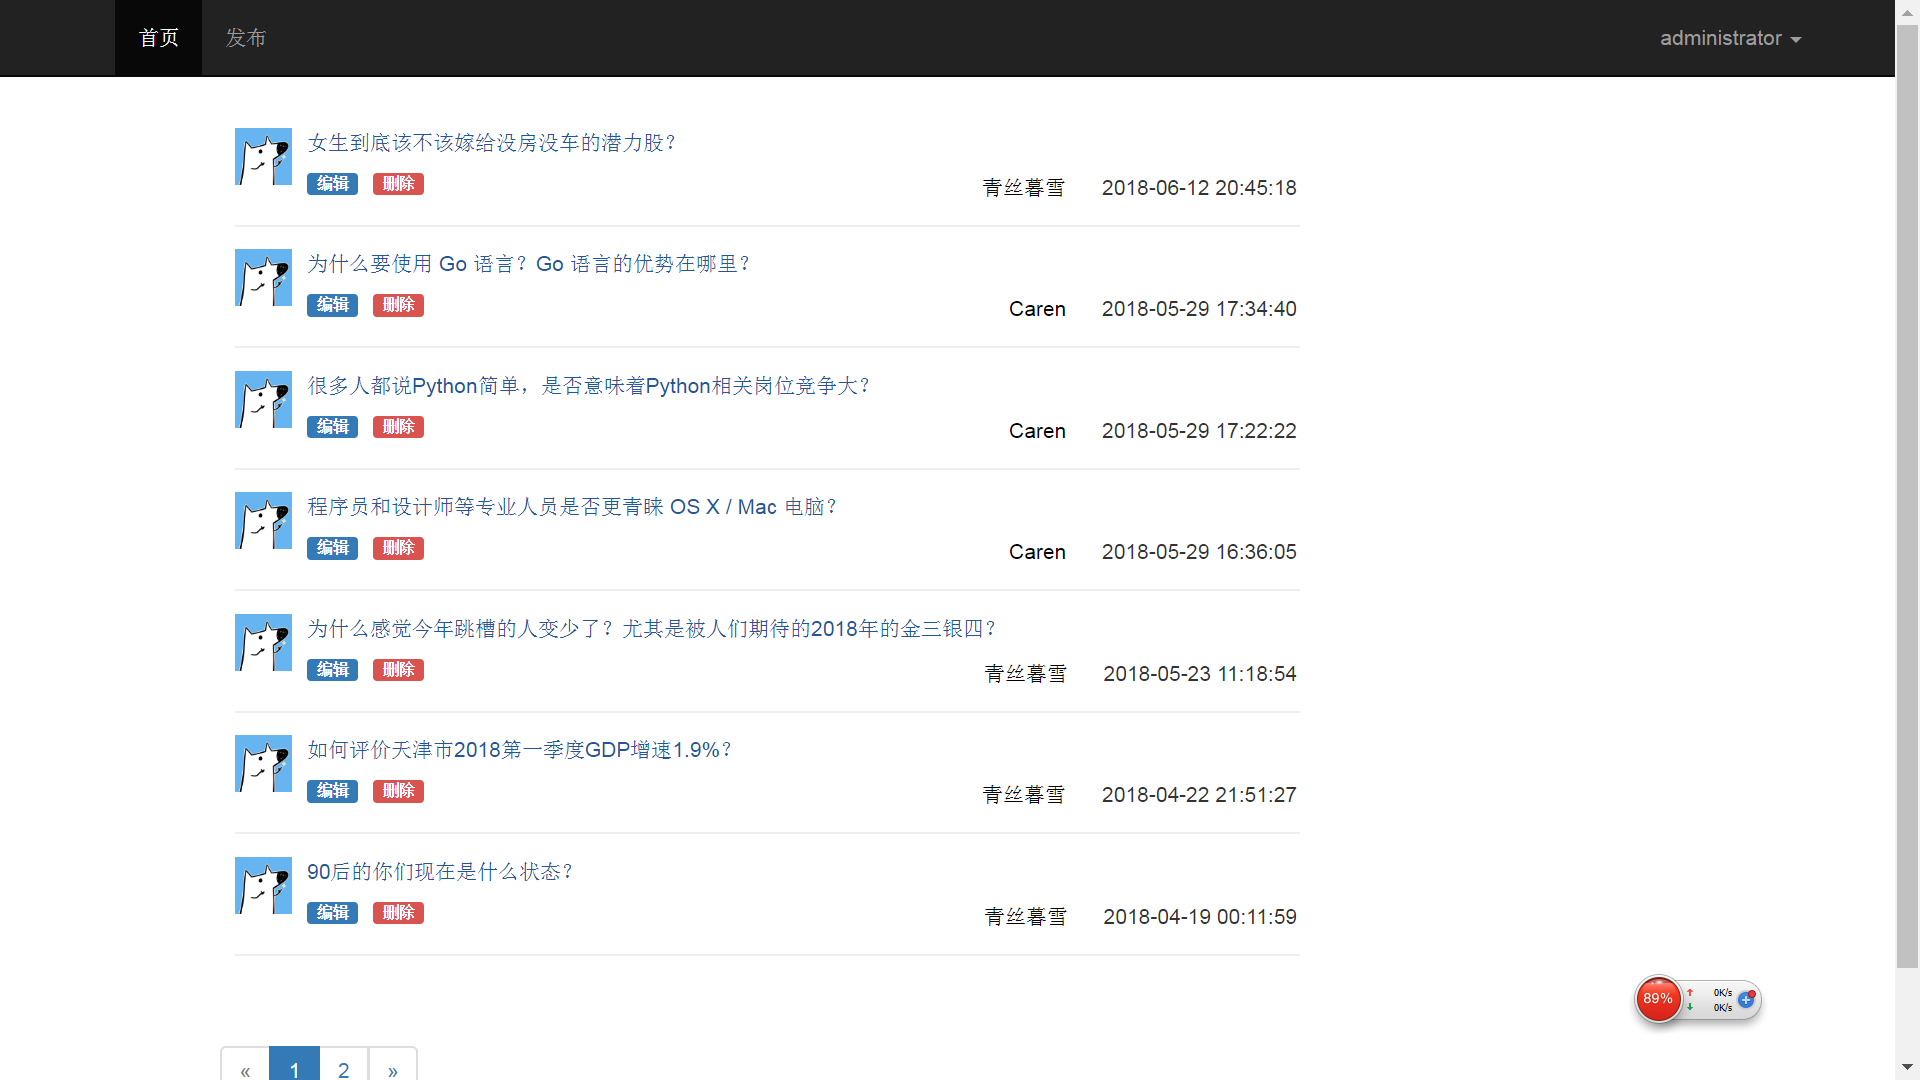 首页 发布 administrator
女生到底该不该嫁给没房没车的潜力股？
编辑 删除 青丝暮雪 2018-06-12 20:45:18
为什么要使用 Go 语言？Go 语言的优势在哪里？
编辑 删除 Caren 2018-05-29 17:34:40
很多人都说Python简单，是否意味着Python相关岗位竞争大？
编辑 删除 Caren 2018-05-29 17:22:22
程序员和设计师等专业人员是否更青睐 OS X / Mac 电脑？
编辑 删除 Caren 2018-05-29 16:36:05
为什么感觉今年跳槽的人变少了？尤其是被人们期待的2018年的金三银四？
编辑 删除 青丝暮雪 2018-05-23 11:18:54
如何评价天津市2018第一季度GDP增速1.9%？
编辑 删除 青丝暮雪 2018-04-22 21:51:27
90后的你们现在是什么状态？
编辑 删除 青丝暮雪 2018-04-19 00:11:59
89% 0K/s
0K/s
« 1 2 »